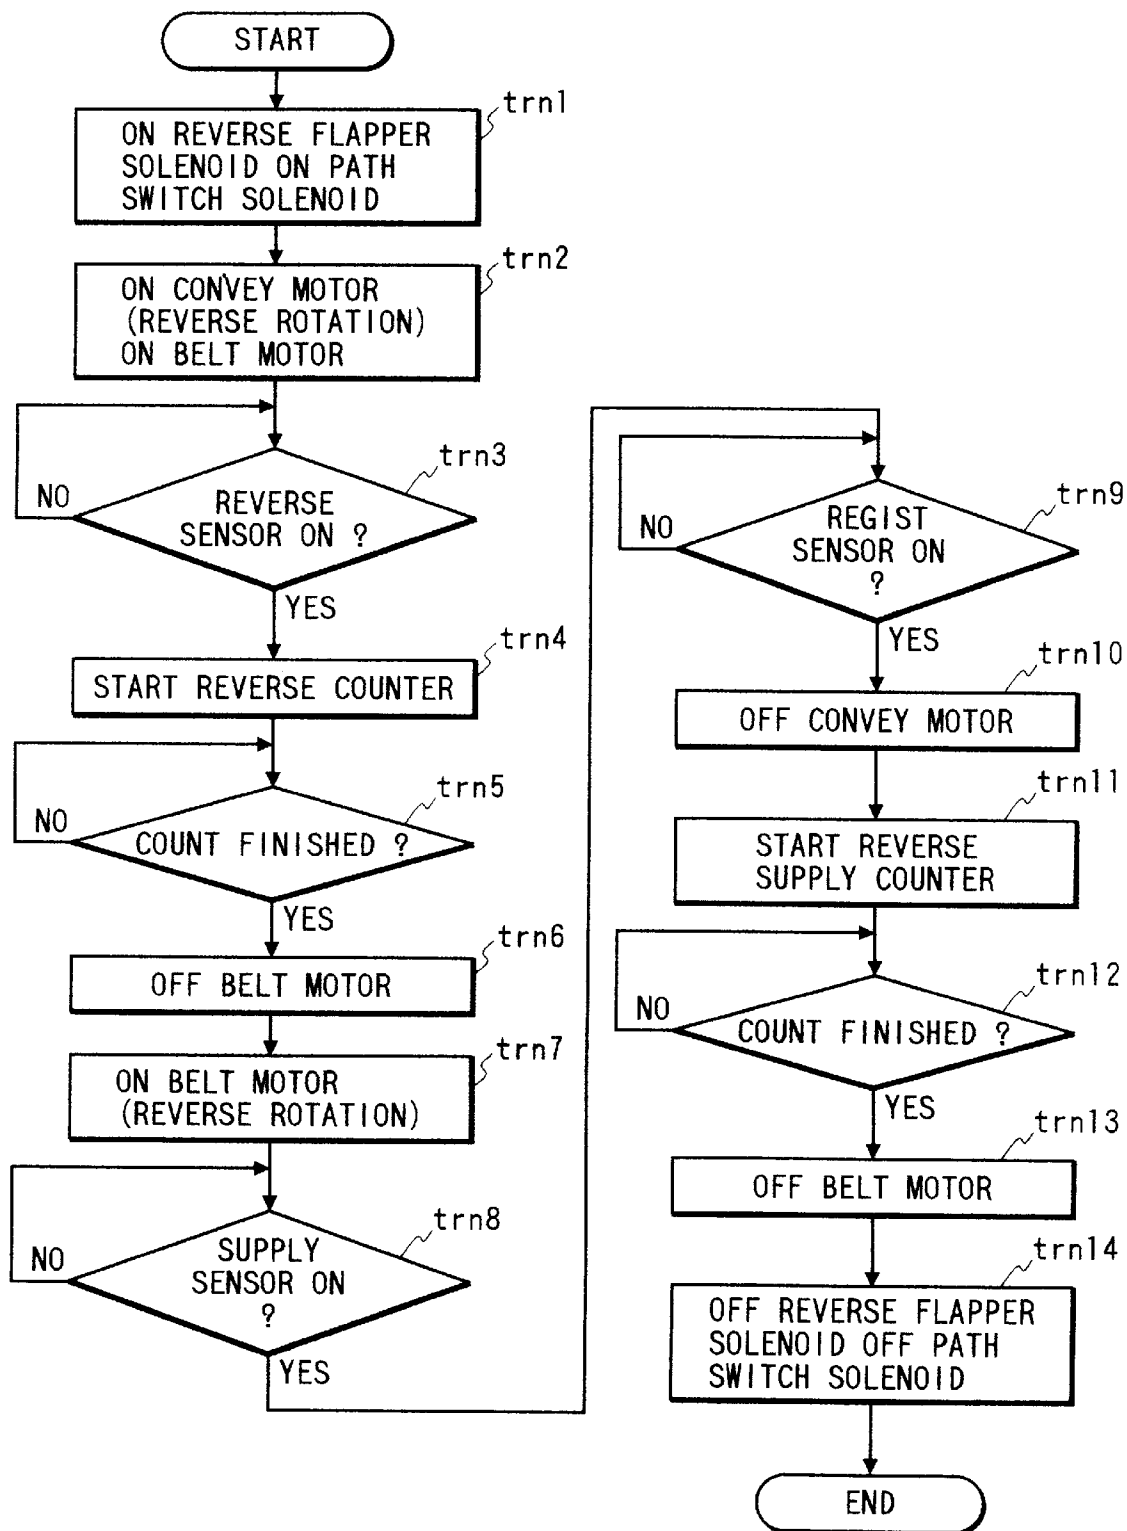 START
trn1
ON REVERSE FLAPPER
SOLENOID ON PATH
SWITCH SOLENOID
trn2
ON CONVEY MOTOR
(REVERSE ROTATION)
ON BELT MOTOR
trn3
REVERSE
SENSOR ON ?
NO
YES
trn4
START REVERSE COUNTER
trn5
COUNT FINISHED ?
NO
YES
trn6
OFF BELT MOTOR
trn7
ON BELT MOTOR
(REVERSE ROTATION)
trn8
SUPPLY
SENSOR ON
?
NO
YES
trn9
REGIST
SENSOR ON
?
NO
YES
trn10
OFF CONVEY MOTOR
trn11
START REVERSE
SUPPLY COUNTER
trn12
COUNT FINISHED ?
NO
YES
trn13
OFF BELT MOTOR
trn14
OFF REVERSE FLAPPER
SOLENOID OFF PATH
SWITCH SOLENOID
END